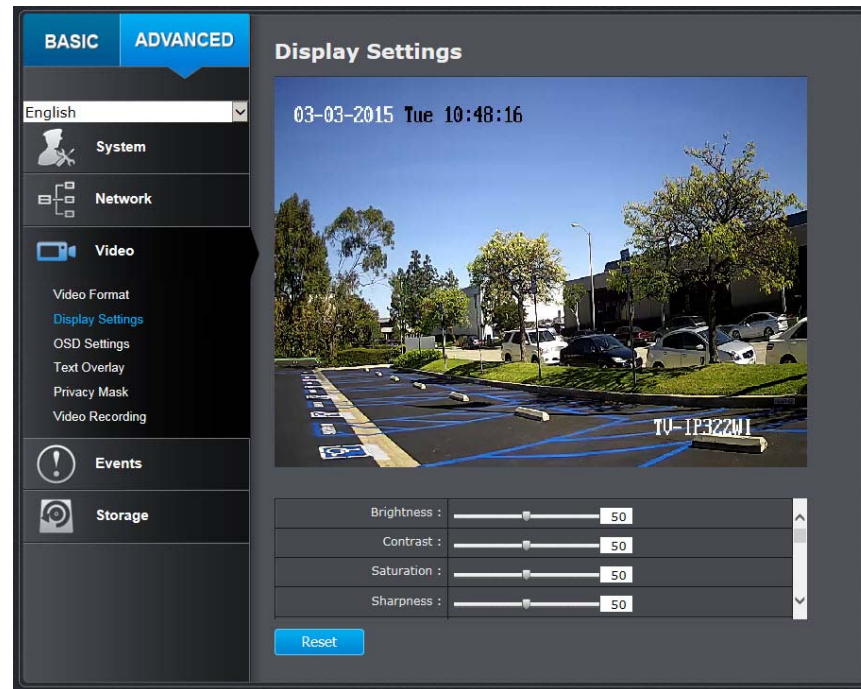 BASIC
ADVANCED
English
System
Network
Video
Video Format
Display Settings
OSD Settings
Text Overlay
Privacy Mask
Video Recording
Events
Storage
Display Settings
03-03-2015 Tue 10:48:16
TV-IP322WI
Brightness : 50
Contrast : 50
Saturation : 50
Sharpness : 50
Reset